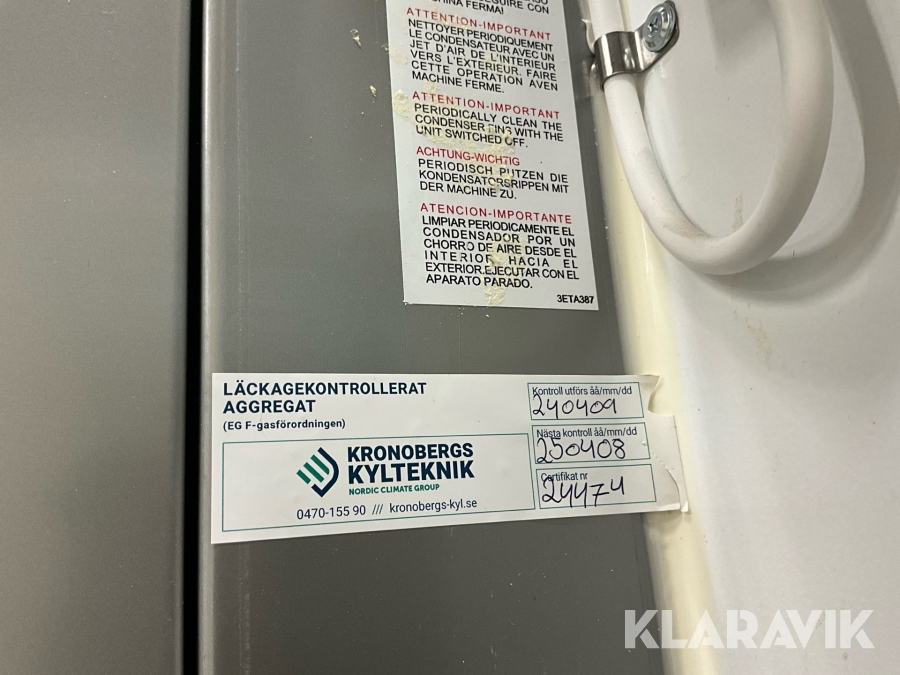 SEGUIRE CON
ATTENTION-IMPORTANT
NETTOYER PERIODIQUEMENT
LE CONDENSATEUR AVEC UN
JET D'AIR DE L'INTERIEUR
VERS L'EXTERIEUR. FAIRE
CETTE OPERATION AVEN
MACHINE FERME.
ATTENTION-IMPORTANT
PERIODICALLY CLEAN THE
CONDENSER FINS WITH THE
UNIT SWITCHED OFF.
ACHTUNG-WICHTIG
PERIODISCH PUTZEN DIE
KONDENSATORSRIPPEN MIT
DER MACHINE ZU.
ATENCION-IMPORTANTE
LIMPIAR PERIODICAMENTE EL
CONDENSADOR POR UN
CHORRO DE AIRE DESDE EL
INTERIOR HACIA EL
EXTERIOR.EJECUTAR CON EL
APARATO PARADO.
3ETA387
LÄCKAGEKONTROLLERAT
AGGREGAT
(EG F-gasförordningen)
KRONOBERGS
KYLTEKNIK
NORDIC CLIMATE GROUP
0470-155 90 /// kronobergs-kyl.se
Kontroll utförs åå/mm/dd
240409
Nästa kontroll åå/mm/dd
250408
Certifikat nr
24474
KLARAVIK